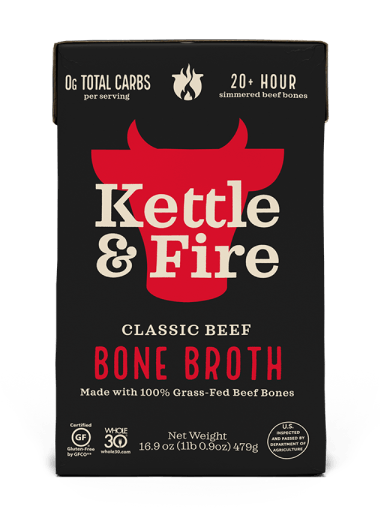 0G TOTAL CARBS
per serving
20+ HOUR
simmered beef bones
Kettle
& Fire
CLASSIC BEEF
BONE BROTH
Made with 100% Grass-Fed Beef Bones
Certified
GF
Gluten-Free
by GFCO
WHOLE
30
whole30.com
Net Weight
16.9 oz (1lb 0.9oz) 479g
U.S.
INSPECTED
AND PASSED BY
DEPARTMENT OF
AGRICULTURE